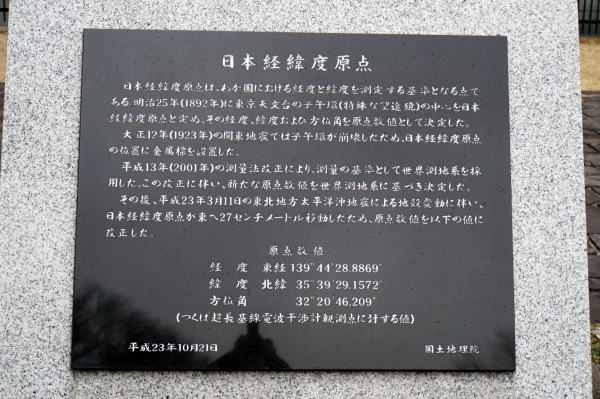 日本経緯度原点
日本経緯度原点は、わが国における経度と緯度を測定する基準となる点で
ある。明治25年(1892年)に東京天文台の子午環(特殊な望遠鏡)の中心を日本
経緯度原点と定め、その経度、緯度および方位角を原点数値として決定した。
大正12年(1923年)の関東地震では子午環が崩壊したため、日本経緯度原点
の位置に金属標を設置した。
平成13年(2001年)の測量法改正により、測量の基準として世界測地系を採
用した。この改正に伴い、新たな原点数値を世界測地系に基づき決定した。
その後、平成23年3月11日の東北地方太平洋沖地震による地殻変動に伴い、
日本経緯度原点が東へ27センチメートル移動したため、原点数値を以下の値に
改正した。
原点数値
経 度 東経139°44′28.8869″
緯 度 北緯 35°39′29.1572″
方位角 32°20′46.209″
(つくば超長基線電波干渉計観測点に対する値)
平成23年10月21日 国土地理院